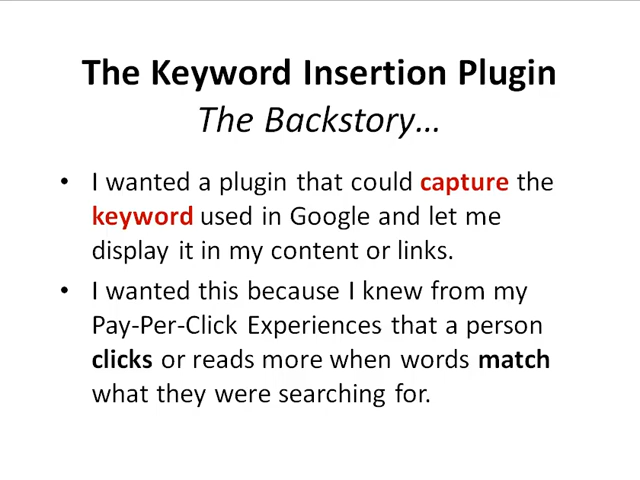 The Keyword Insertion Plugin
The Backstory...
• I wanted a plugin that could capture the
keyword used in Google and let me
display it in my content or links.
• I wanted this because I knew from my
Pay-Per-Click Experiences that a person
clicks or reads more when words match
what they were searching for.